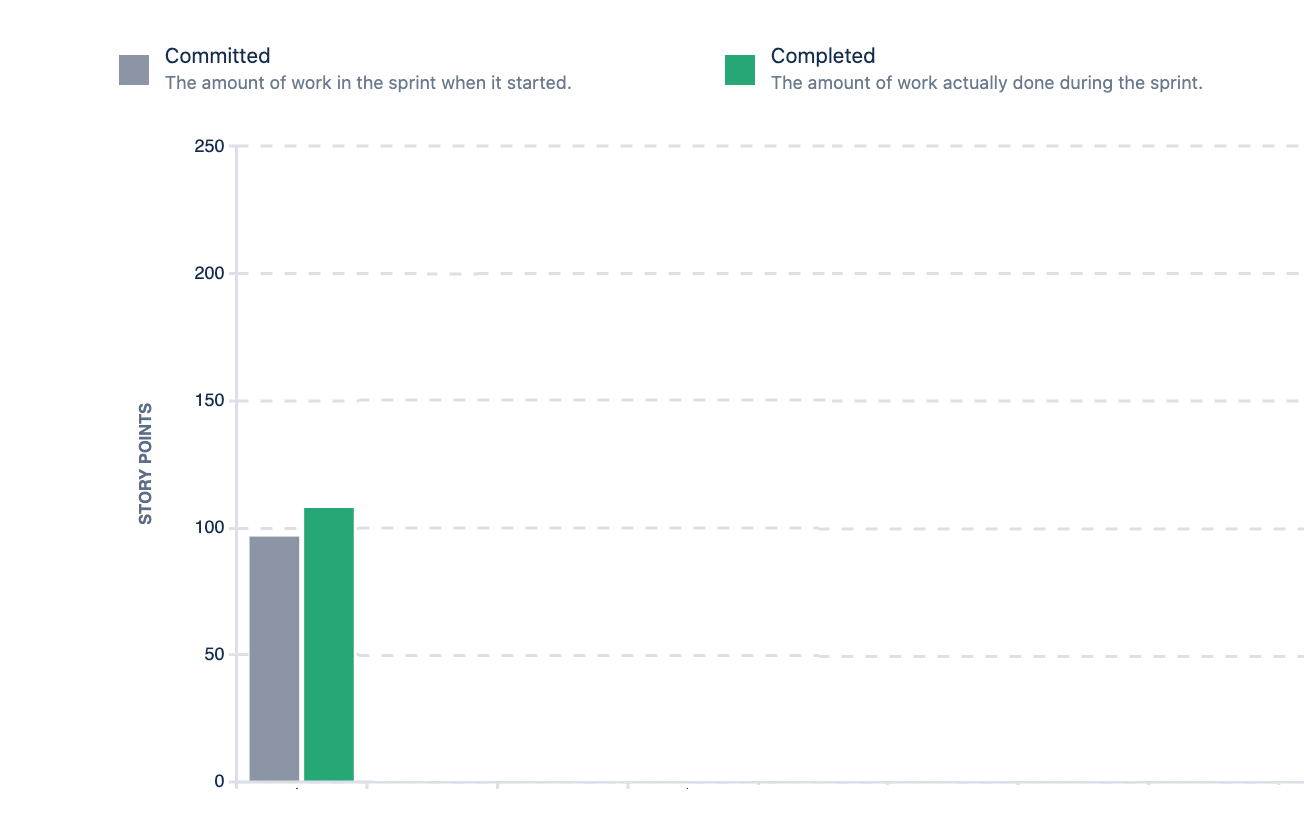 Committed
The amount of work in the sprint when it started.
Completed
The amount of work actually done during the sprint.
250
200
150
100
50
0
STORY POINTS